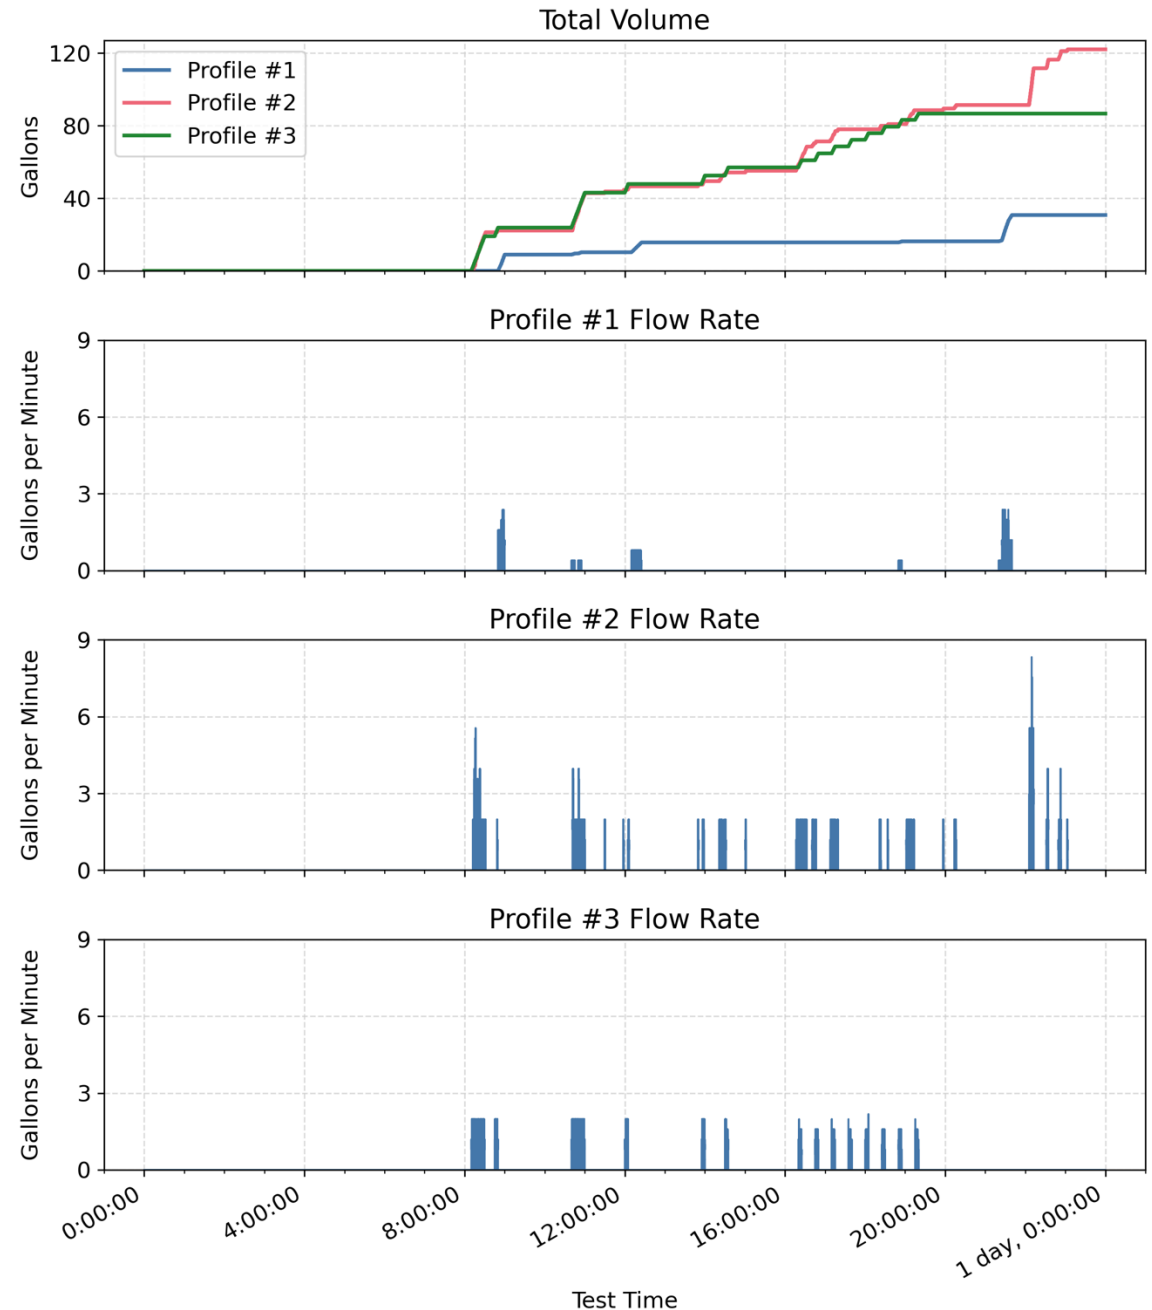 Total Volume
Gallons
120
80
40
0
Profile #1
Profile #2
Profile #3
Profile #1 Flow Rate
Gallons per Minute
9
6
3
0
Profile #2 Flow Rate
Gallons per Minute
9
6
3
0
Profile #3 Flow Rate
Gallons per Minute
9
6
3
0
0:00:00
4:00:00
8:00:00
12:00:00
16:00:00
20:00:00
1 day, 0:00:00
Test Time